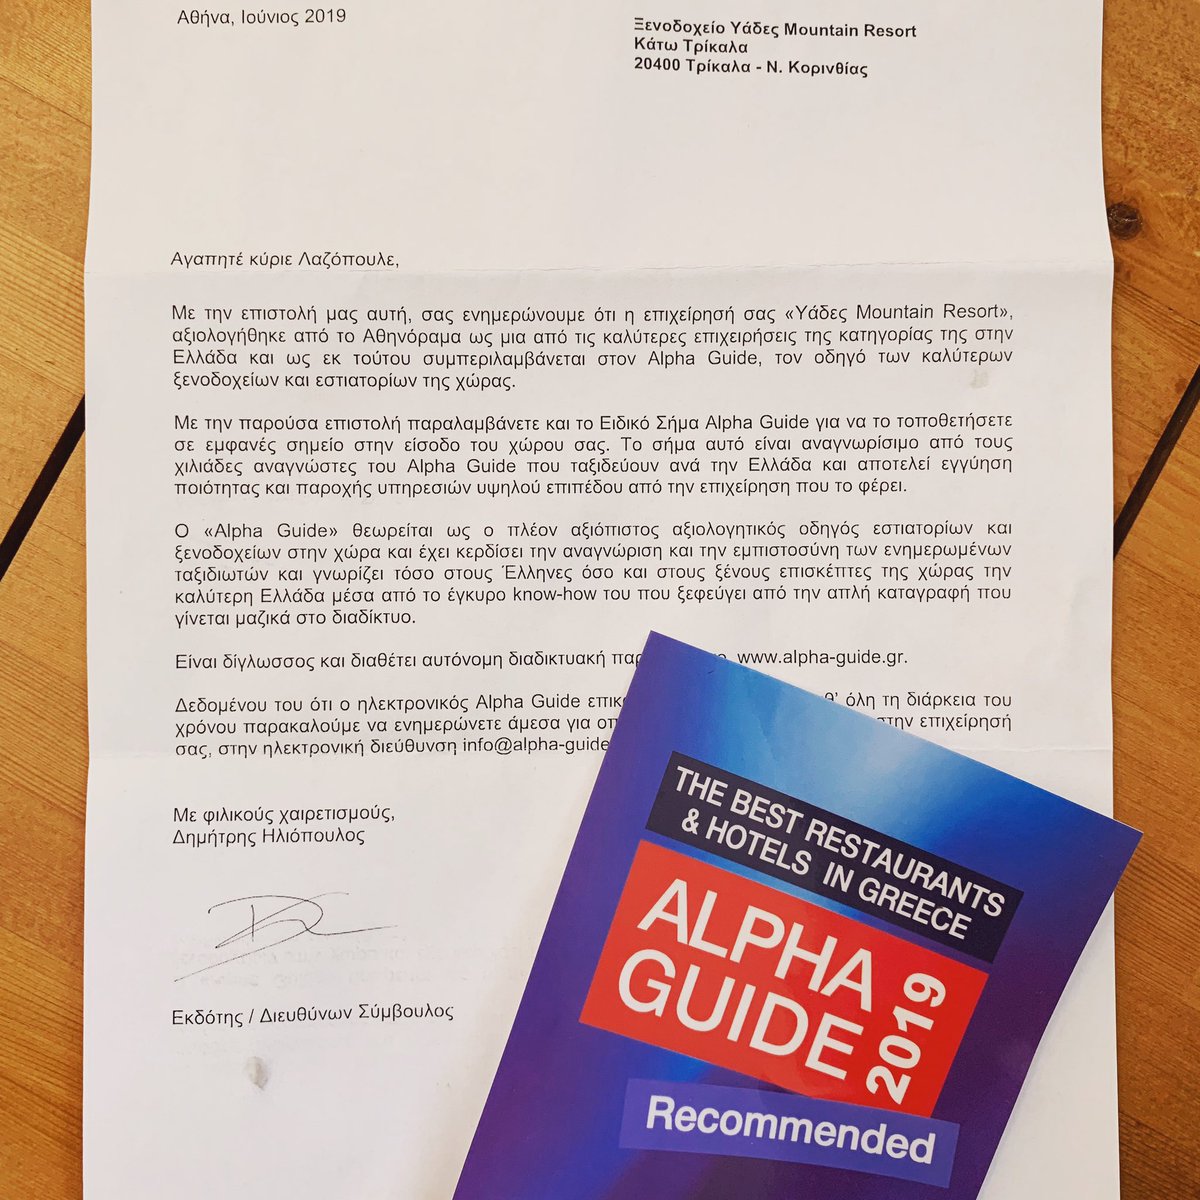 Αθήνα, Ιούνιος 2019
Ξενοδοχείο Υάδες Mountain Resort
Κάτω Τρίκαλα
20400 Τρίκαλα - Ν. Κορινθίας
Αγαπητέ κύριε Λαζόπουλε,
Με την επιστολή μας αυτή, σας ενημερώνουμε ότι η επιχείρησή σας «Υάδες Mountain Resort»,
αξιολογήθηκε από το Αθηνόραμα ως μια από τις καλύτερες επιχειρήσεις της κατηγορίας της στην
Ελλάδα και ως εκ τούτου συμπεριλαμβάνεται στον Alpha Guide, τον οδηγό των καλύτερων
ξενοδοχείων και εστιατορίων της χώρας.
Με την παρούσα επιστολή παραλαμβάνετε και το Ειδικό Σήμα Alpha Guide για να το τοποθετήσετε
σε εμφανές σημείο στην είσοδο του χώρου σας. Το σήμα αυτό είναι αναγνωρίσιμο από τους
χιλιάδες αναγνώστες του Alpha Guide που ταξιδεύουν ανά την Ελλάδα και αποτελεί εγγύηση
ποιότητας και παροχής υπηρεσιών υψηλού επιπέδου από την επιχείρηση που το φέρει.
Ο «Alpha Guide» θεωρείται ως ο πλέον αξιόπιστος αξιολογητικός οδηγός εστιατορίων και
ξενοδοχείων στην χώρα και έχει κερδίσει την αναγνώριση και την εμπιστοσύνη των ενημερωμένων
ταξιδιωτών και γνωρίζει τόσο στους Έλληνες όσο και στους ξένους επισκέπτες της χώρας την
καλύτερη Ελλάδα μέσα από το έγκυρο know-how του που ξεφεύγει από την απλή καταγραφή που
γίνεται μαζικά στο διαδίκτυο.
Είναι δίγλωσσος και διαθέτει αυτόνομη διαδικτυακή www.alpha-guide.gr.
Δεδομένου του ότι ο ηλεκτρονικός Alpha Guide όλη τη διάρκεια του
χρόνου παρακαλούμε να ενημερώνετε άμεσα για στην επιχείρησή
σας, στην ηλεκτρονική διεύθυνση info@alpha-guide
Με φιλικούς χαιρετισμούς,
Δημήτρης Ηλιόπουλος
Εκδότης / Διευθύνων Σύμβουλος
THE BEST RESTAURANTS
& HOTELS IN GREECE
ALPHA
GUIDE
2019
Recommended